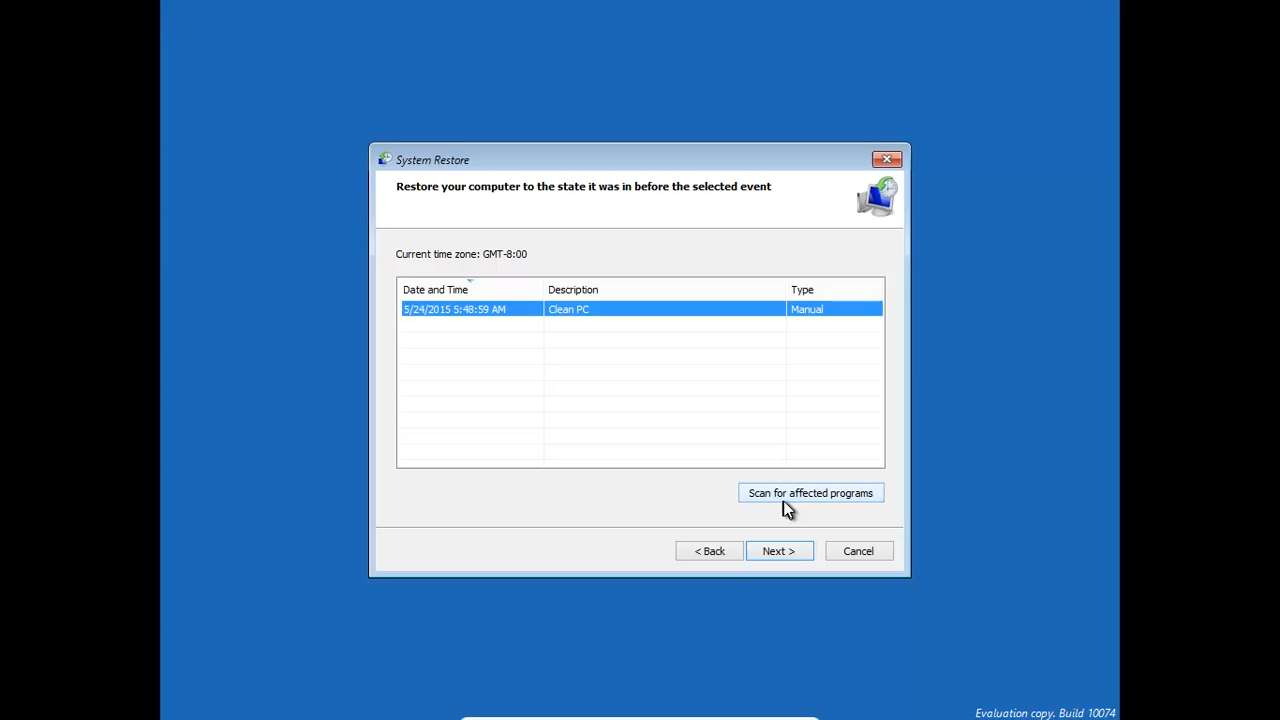 System Restore
Restore your computer to the state it was in before the selected event
Current time zone: GMT-8:00
Date and Time Description Type
5/24/2015 5:48:59 AM Clean PC Manual
Scan for affected programs
< Back Next > Cancel
Evaluation copy. Build 10074